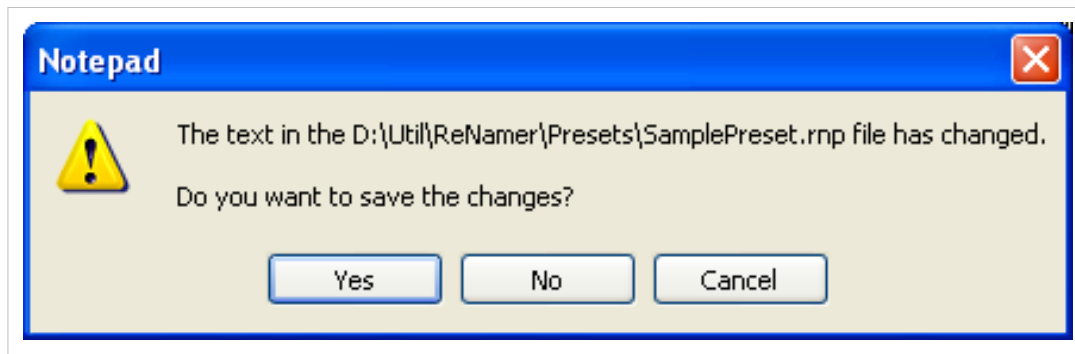 Notepad
The text in the D:\Util\ReNamer\Presets\SamplePreset.rnp file has changed.
Do you want to save the changes?
Yes No Cancel